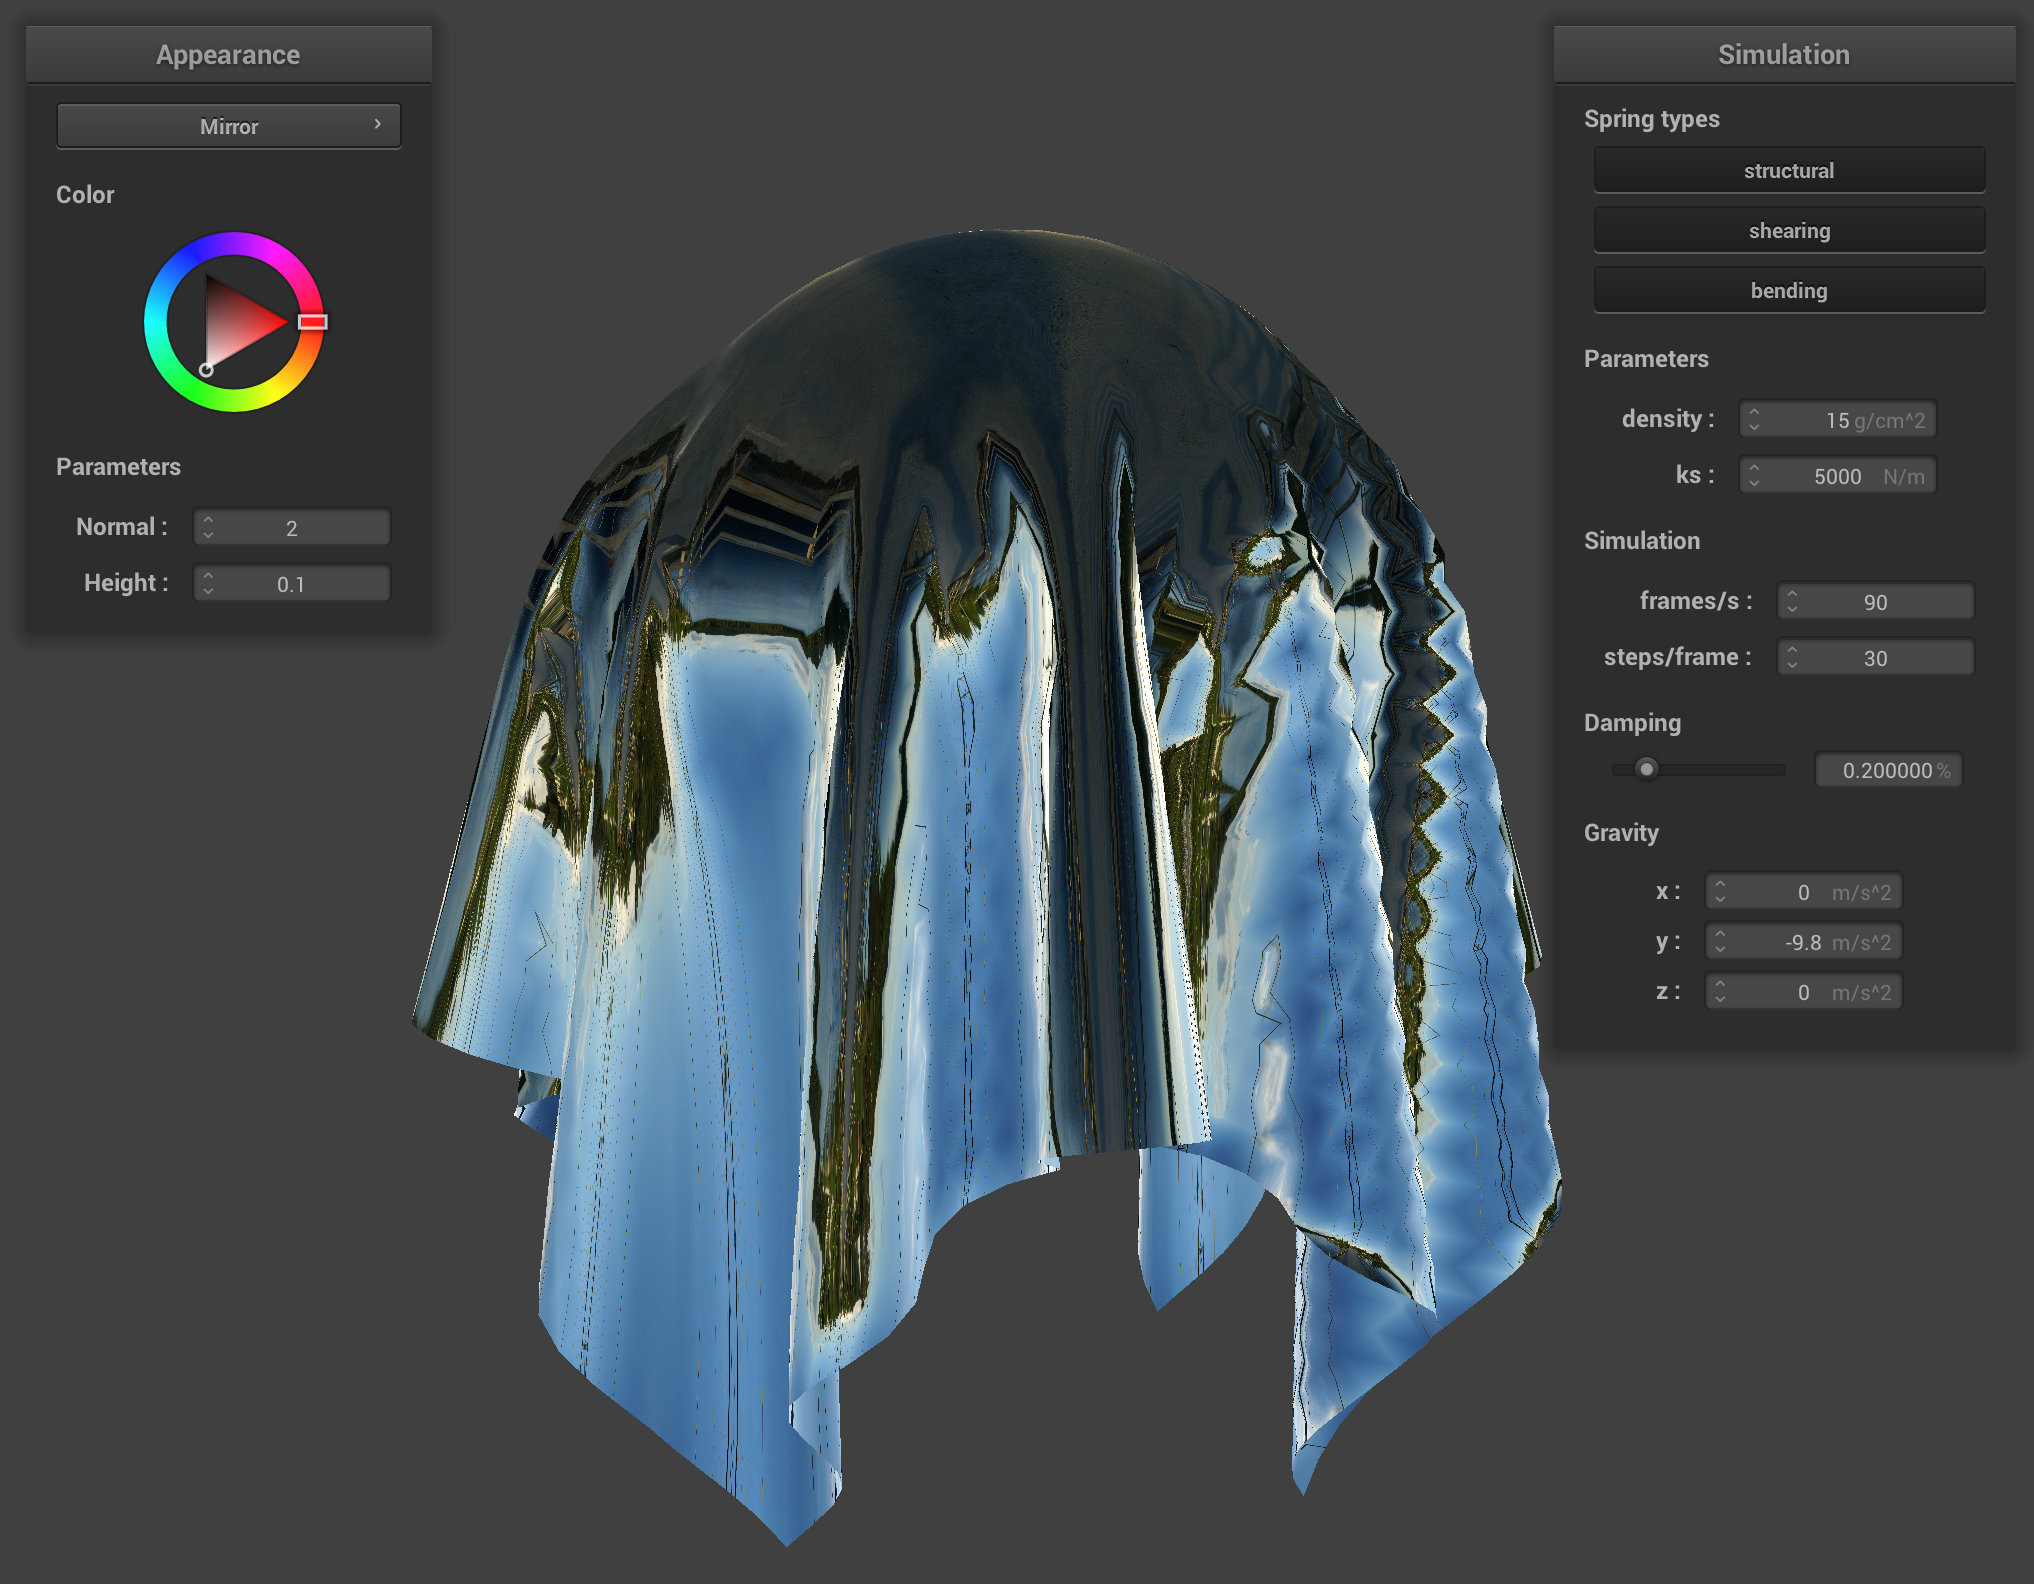 Appearance
Mirror
Color
Parameters
Normal : 2
Height : 0.1
Simulation
Spring types
structural
shearing
bending
Parameters
density : 15 g/cm^2
ks : 5000 N/m
Simulation
frames/s : 90
steps/frame : 30
Damping
0.200000 %
Gravity
x : 0 m/s^2
y : -9.8 m/s^2
z : 0 m/s^2